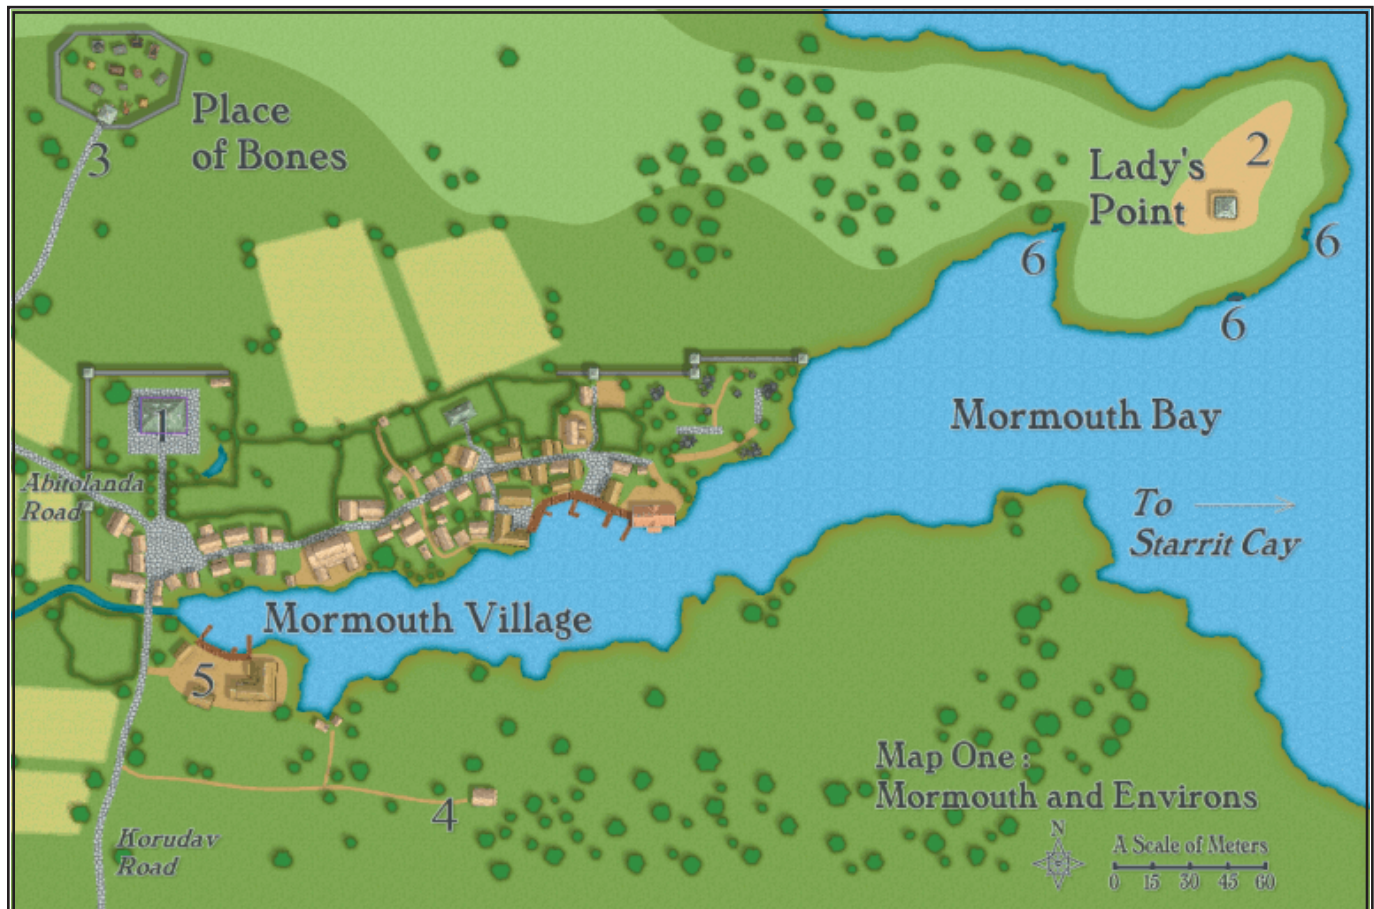 Place
of Bones
3
Lady's
Point
2
6
6
6
1
Mormouth Bay
Abitolanda
Road
To
Starrit Cay
Mormouth Village
5
4
Map One :
Mormouth and Environs
Korudav
Road
N
A Scale of Meters
0 15 30 45 60